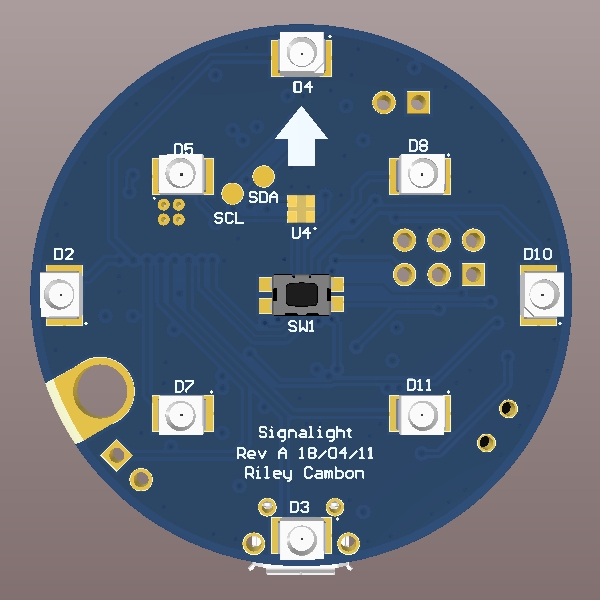 D4
D5
D8
SDA
SCL
U4
D2
D10
SW1
D7
D11
Signalight
Rev A 18/04/11
Riley Cambon
D3